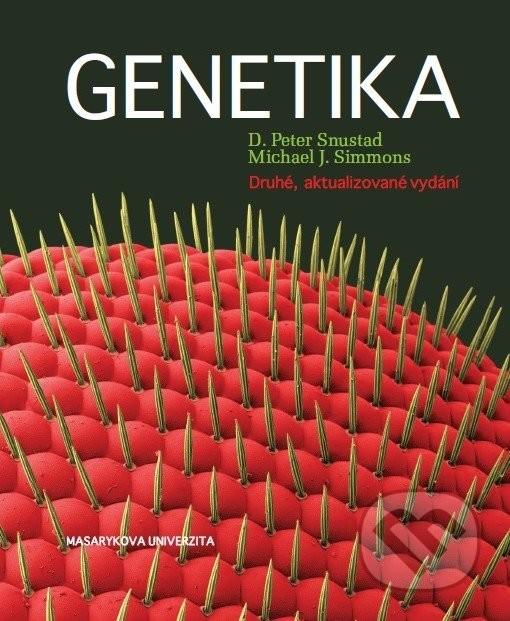 GENETIKA
D. Peter Snustad
Michael J. Simmons
Druhé, aktualizované vydání
MASARYKOVA UNIVERZITA